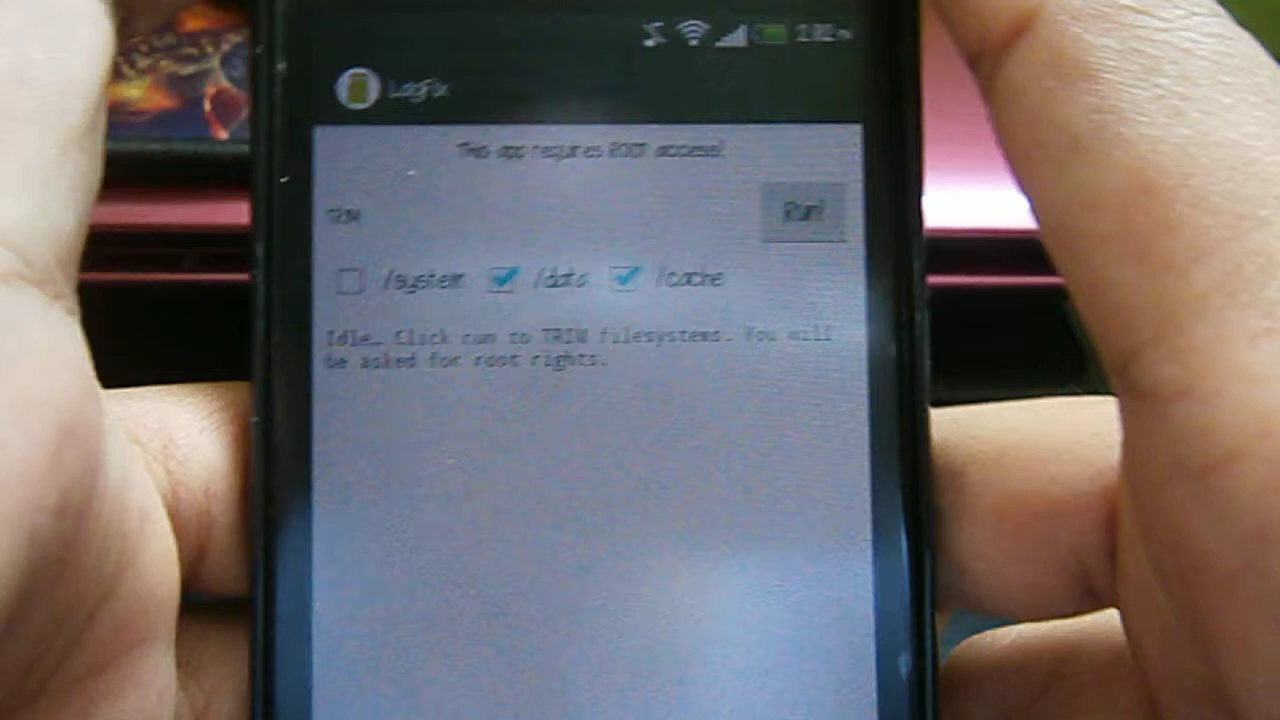 LagFix
This app requires ROOT access!
TRIM
Run!
/system
/data
/cache
Idle… Click run to TRIM filesystems. You will
be asked for root rights.